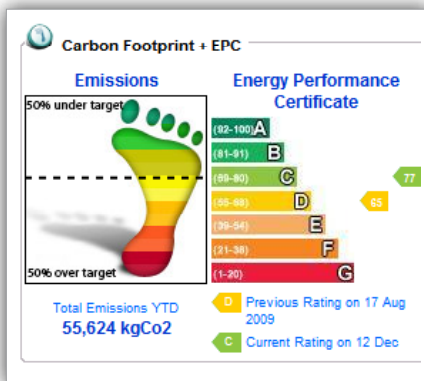 Carbon Footprint + EPC
Emissions
50% under target
50% over target
Total Emissions YTD
55,624 kgCo2
Energy Performance
Certificate
(92-100) A
(81-91) B
(69-80) C
77
(55-68) D
65
(39-54) E
(21-38) F
(1-20) G
D Previous Rating on 17 Aug
2009
C Current Rating on 12 Dec